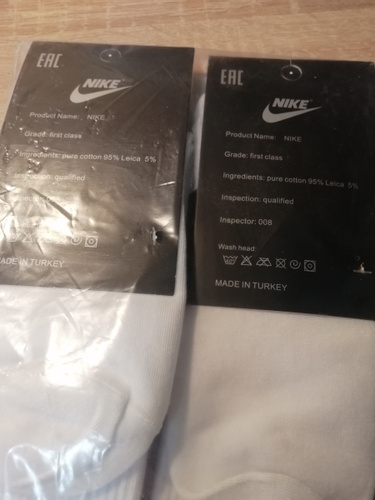 EAC
NIKE
Product Name: NIKE
Grade: first class
Ingredients: pure cotton 95% Leica 5%
Inspection: qualified
MADE IN TURKEY
EAC
NIKE
Product Name: NIKE
Grade: first class
Ingredients: pure cotton 95% Leica 5%
Inspection: qualified
Inspector: 008
Wash head:
MADE IN TURKEY